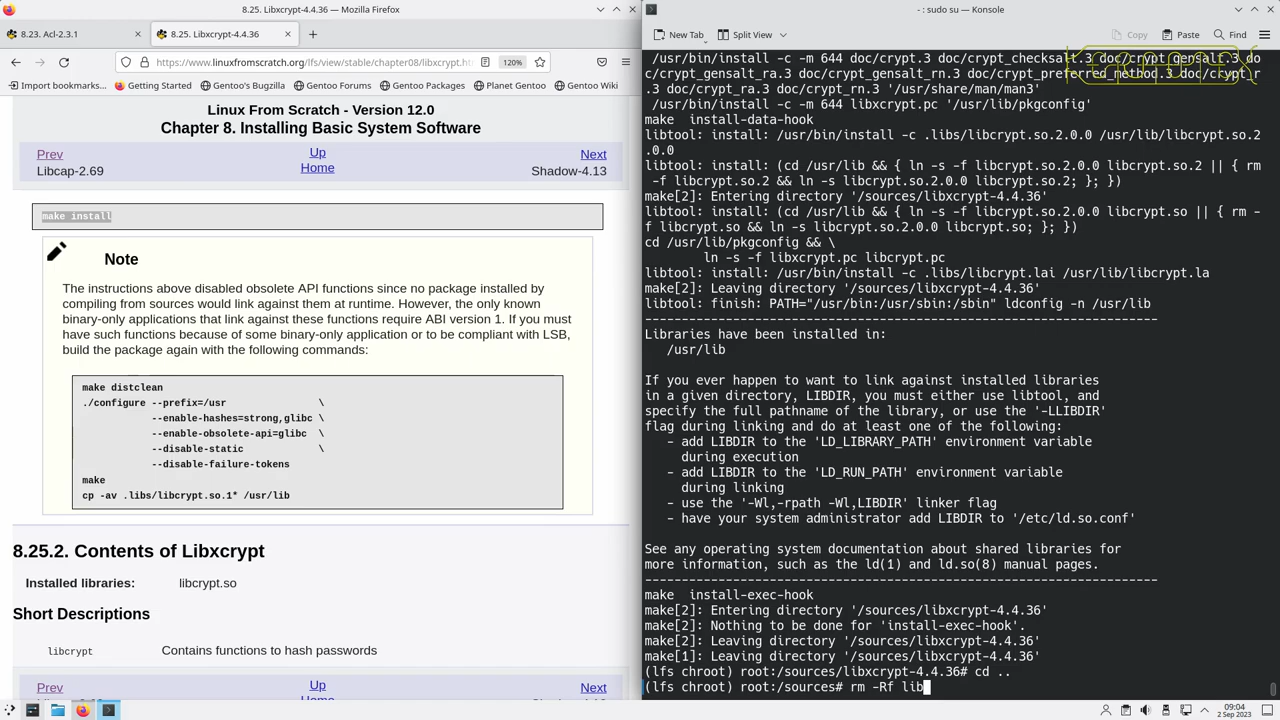 8.25. Libxcrypt-4.4.36 — Mozilla Firefox
8.23. Acl-2.3.1
8.25. Libxcrypt-4.4.36
https://www.linuxfromscratch.org/lfs/view/stable/chapter08/libxcrypt.h
120%
Import bookmarks...
Getting Started
Gentoo's Bugzilla
Gentoo Forums
Gentoo Packages
Planet Gentoo
Gentoo Wiki
Linux From Scratch - Version 12.0
Chapter 8. Installing Basic System Software
Prev
Up
Next
Libcap-2.69
Home
Shadow-4.13
make install
Note
The instructions above disabled obsolete API functions since no package installed by
compiling from sources would link against them at runtime. However, the only known
binary-only applications that link against these functions require ABI version 1. If you must
have such functions because of some binary-only application or to be compliant with LSB,
build the package again with the following commands:
make distclean
./configure --prefix=/usr \
--enable-hashes=strong,glibc \
--enable-obsolete-api=glibc \
--disable-static \
--disable-failure-tokens
make
cp -av .libs/libcrypt.so.1* /usr/lib
8.25.2. Contents of Libxcrypt
Installed libraries: libcrypt.so
Short Descriptions
libcrypt Contains functions to hash passwords
Prev
Up
Next
- : sudo su — Konsole
New Tab
Split View
Copy
Paste
Find
/usr/bin/install -c -m 644 doc/crypt.3 doc/crypt_checksalt.3 doc/crypt_gensalt.3 do
c/crypt_gensalt_ra.3 doc/crypt_gensalt_rn.3 doc/crypt_preferred_method.3 doc/crypt_r
.3 doc/crypt_ra.3 doc/crypt_rn.3 '/usr/share/man/man3'
/usr/bin/install -c -m 644 libxcrypt.pc '/usr/lib/pkgconfig'
make install-data-hook
libtool: install: /usr/bin/install -c .libs/libcrypt.so.2.0.0 /usr/lib/libcrypt.so.2
.0.0
libtool: install: (cd /usr/lib && { ln -s -f libcrypt.so.2.0.0 libcrypt.so.2 || { rm
-f libcrypt.so.2 && ln -s libcrypt.so.2.0.0 libcrypt.so.2; }; })
make[2]: Entering directory '/sources/libxcrypt-4.4.36'
libtool: install: (cd /usr/lib && { ln -s -f libcrypt.so.2.0.0 libcrypt.so || { rm -
f libcrypt.so && ln -s libcrypt.so.2.0.0 libcrypt.so; }; })
cd /usr/lib/pkgconfig && \
ln -s -f libxcrypt.pc libcrypt.pc
libtool: install: /usr/bin/install -c .libs/libcrypt.lai /usr/lib/libcrypt.la
make[2]: Leaving directory '/sources/libxcrypt-4.4.36'
libtool: finish: PATH="/usr/bin:/usr/sbin:/sbin" ldconfig -n /usr/lib
----------------------------------------------------------------------
Libraries have been installed in:
/usr/lib
If you ever happen to want to link against installed libraries
in a given directory, LIBDIR, you must either use libtool, and
specify the full pathname of the library, or use the '-LLIBDIR'
flag during linking and do at least one of the following:
- add LIBDIR to the 'LD_LIBRARY_PATH' environment variable
during execution
- add LIBDIR to the 'LD_RUN_PATH' environment variable
during linking
- use the '-Wl,-rpath -Wl,LIBDIR' linker flag
- have your system administrator add LIBDIR to '/etc/ld.so.conf'
See any operating system documentation about shared libraries for
more information, such as the ld(1) and ld.so(8) manual pages.
----------------------------------------------------------------------
make install-exec-hook
make[2]: Entering directory '/sources/libxcrypt-4.4.36'
make[2]: Nothing to be done for 'install-exec-hook'.
make[2]: Leaving directory '/sources/libxcrypt-4.4.36'
make[1]: Leaving directory '/sources/libxcrypt-4.4.36'
(lfs chroot) root:/sources/libxcrypt-4.4.36# cd ..
(lfs chroot) root:/sources# rm -Rf lib
09:04
2 Sep 2023